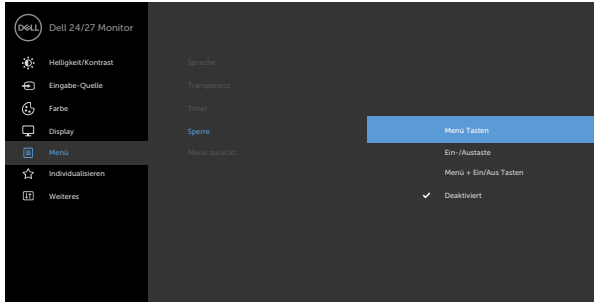 DELL
Dell 24/27 Monitor
Helligkeit/Kontrast
Eingabe-Quelle
Farbe
Display
Menü
Individualisieren
Weiteres
Sprache
Transparenz
Timer
Sperre
Menü zurücks.
Menü Tasten
Ein-/Austaste
Menü + Ein/Aus Tasten
Deaktiviert